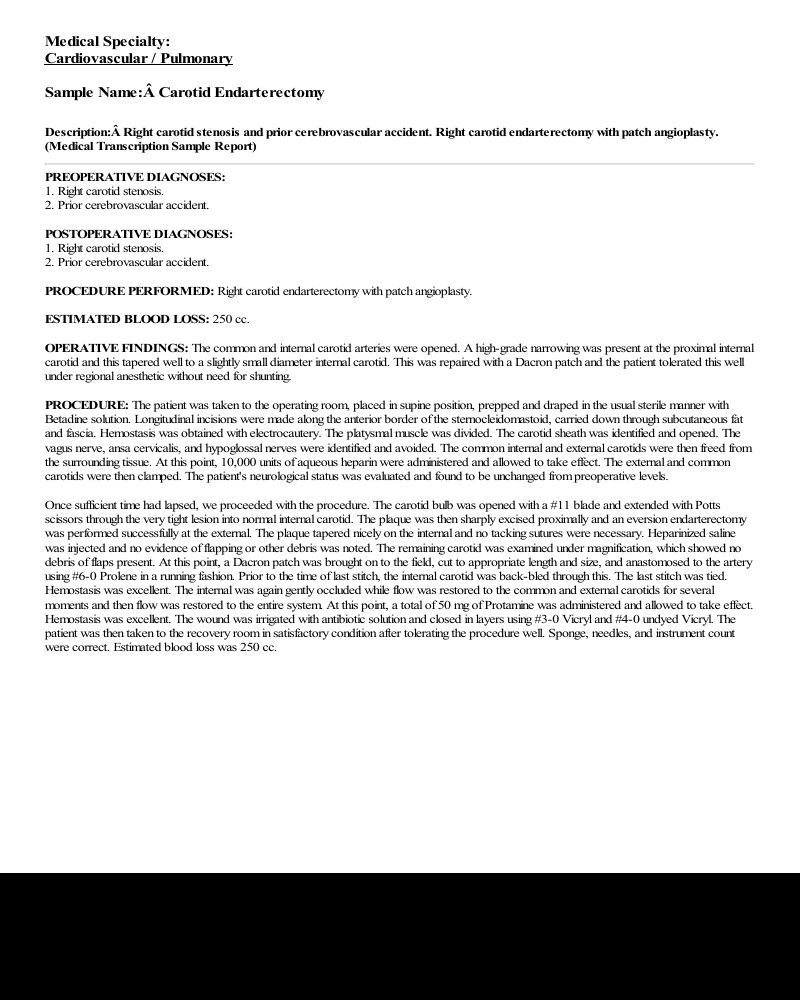 Medical Specialty:
Cardiovascular / Pulmonary
Sample Name:Â Carotid Endarterectomy
Description:Â Right carotid stenosis and prior cerebrovascular accident. Right carotid endarterectomy with patch angioplasty.
(Medical Transcription Sample Report)
PREOPERATIVE DIAGNOSES:
1. Right carotid stenosis.
2. Prior cerebrovascular accident.
POSTOPERATIVE DIAGNOSES:
1. Right carotid stenosis.
2. Prior cerebrovascular accident.
PROCEDURE PERFORMED: Right carotid endarterectomy with patch angioplasty.
ESTIMATED BLOOD LOSS: 250 cc.
OPERATIVE FINDINGS: The common and internal carotid arteries were opened. A high-grade narrowing was present at the proximal internal
carotid and this tapered well to a slightly small diameter internal carotid. This was repaired with a Dacron patch and the patient tolerated this well
under regional anesthetic without need for shunting.
PROCEDURE: The patient was taken to the operating room, placed in supine position, prepped and draped in the usual sterile manner with
Betadine solution. Longitudinal incisions were made along the anterior border of the sternocleidomastoid, carried down through subcutaneous fat
and fascia. Hemostasis was obtained with electrocautery. The platysmal muscle was divided. The carotid sheath was identified and opened. The
vagus nerve, ansa cervicalis, and hypoglossal nerves were identified and avoided. The common internal and external carotids were then freed from
the surrounding tissue. At this point, 10,000 units of aqueous heparin were administered and allowed to take effect. The external and common
carotids were then clamped. The patient's neurological status was evaluated and found to be unchanged from preoperative levels.
Once sufficient time had lapsed, we proceeded with the procedure. The carotid bulb was opened with a #11 blade and extended with Potts
scissors through the very tight lesion into normal internal carotid. The plaque was then sharply excised proximally and an eversion endarterectomy
was performed successfully at the external. The plaque tapered nicely on the internal and no tacking sutures were necessary. Heparinized saline
was injected and no evidence of flapping or other debris was noted. The remaining carotid was examined under magnification, which showed no
debris of flaps present. At this point, a Dacron patch was brought on to the field, cut to appropriate length and size, and anastomosed to the artery
using #6-0 Prolene in a running fashion. Prior to the time of last stitch, the internal carotid was back-bled through this. The last stitch was tied.
Hemostasis was excellent. The internal was again gently occluded while flow was restored to the common and external carotids for several
moments and then flow was restored to the entire system. At this point, a total of 50 mg of Protamine was administered and allowed to take effect.
Hemostasis was excellent. The wound was irrigated with antibiotic solution and closed in layers using #3-0 Vicryl and #4-0 undyed Vicryl. The
patient was then taken to the recovery room in satisfactory condition after tolerating the procedure well. Sponge, needles, and instrument count
were correct. Estimated blood loss was 250 cc.